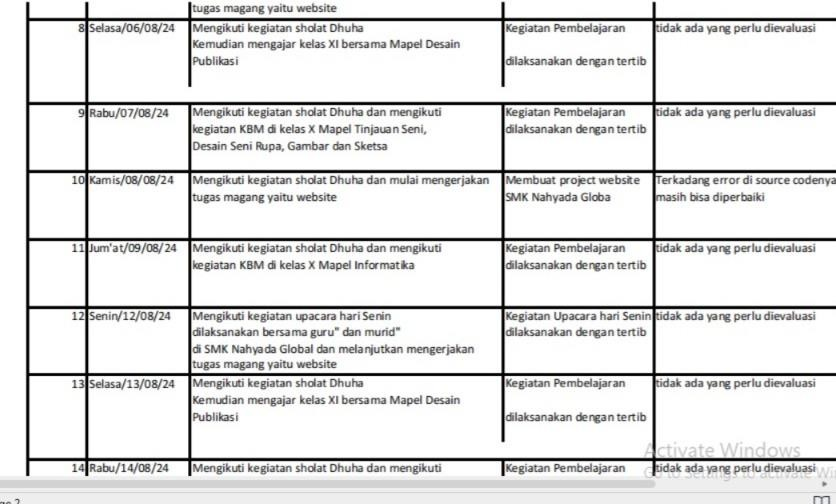 tugas magang yaitu website
8 Selasa/06/08/24 Mengikuti kegiatan sholat Dhuha Kegiatan Pembelajaran tidak ada yang perlu dievaluasi
Kemudian mengajar kelas XI bersama Mapel Desain
Publikasi dilaksanakan dengan tertib
9 Rabu/07/08/24 Mengikuti kegiatan sholat Dhuha dan mengikuti Kegiatan Pembelajaran tidak ada yang perlu dievaluasi
kegiatan KBM di kelas X Mapel Tinjauan Seni, dilaksanakan dengan tertib
Desain Seni Rupa, Gambar dan Sketsa
10 Kamis/08/08/24 Mengikuti kegiatan sholat Dhuha dan mulai mengerjakan Membuat project website Terkadang error di source codenya
tugas magang yaitu website SMK Nahyada Globa masih bisa diperbaiki
11 Jum'at/09/08/24 Mengikuti kegiatan sholat Dhuha dan mengikuti Kegiatan Pembelajaran tidak ada yang perlu dievaluasi
kegiatan KBM di kelas X Mapel Informatika dilaksanakan dengan tertib
12 Senin/12/08/24 Mengikuti kegiatan upacara hari Senin Kegiatan Upacara hari Senin tidak ada yang perlu dievaluasi
dilaksanakan bersama guru" dan murid" dilaksanakan dengan tertib
di SMK Nahyada Global dan melanjutkan mengerjakan
tugas magang yaitu website
13 Selasa/13/08/24 Mengikuti kegiatan sholat Dhuha Kegiatan Pembelajaran tidak ada yang perlu dievaluasi
Kemudian mengajar kelas XI bersama Mapel Desain
Publikasi dilaksanakan dengan tertib
Activate Windows
14 Rabu/14/08/24 Mengikuti kegiatan sholat Dhuha dan mengikuti Kegiatan Pembelajaran tidak ada yang perlu dievaluasi
Go to Settings to activate Wi